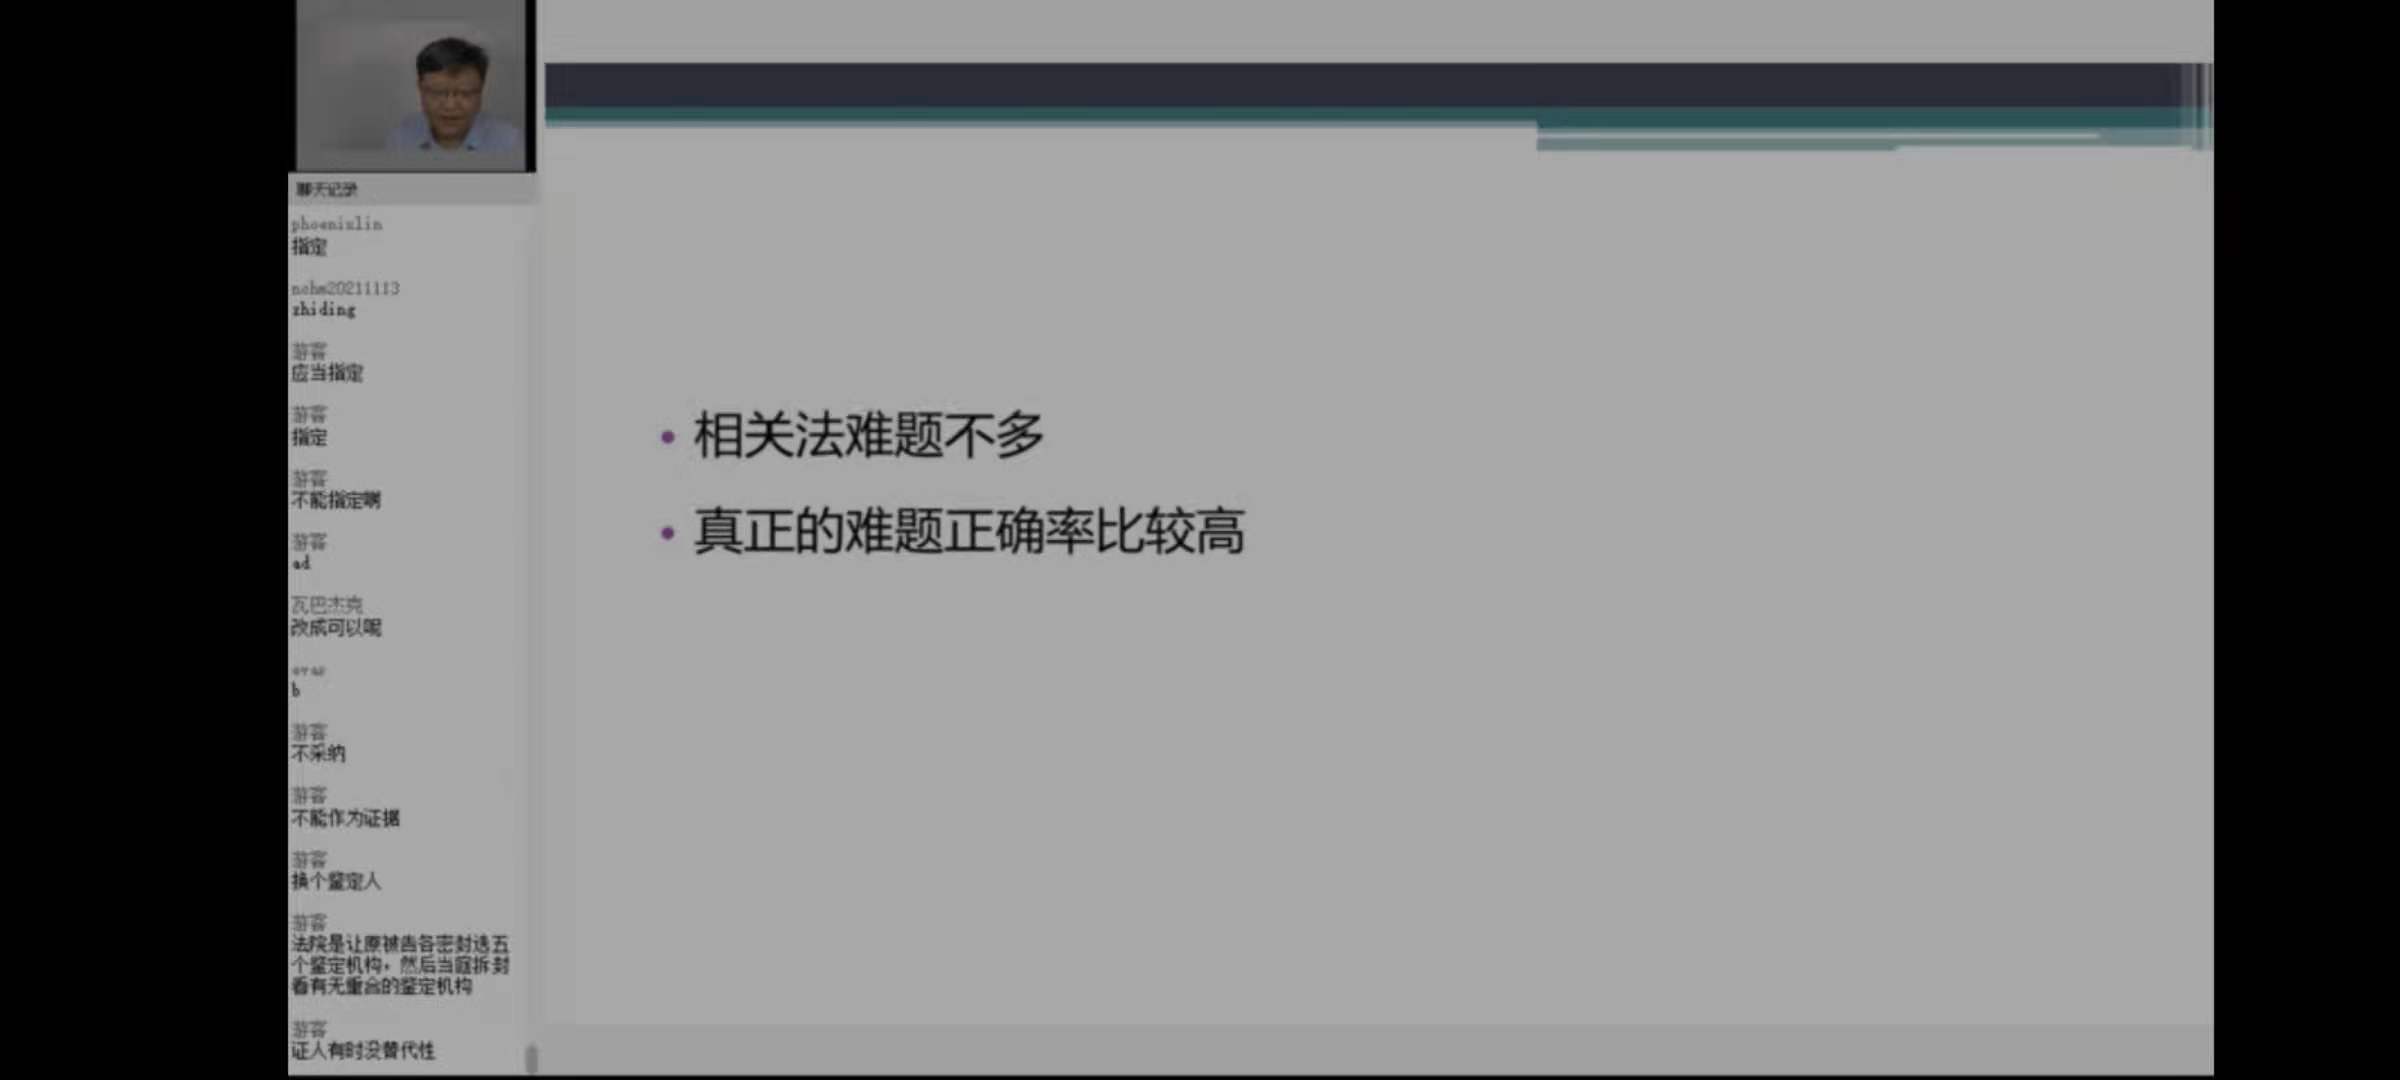 聊天记录
phoenixlin
指定
nchm20211113
zhiding
游客
应当指定
游客
指定
游客
不能指定啊
游客
ad
瓦巴杰克
改成可以呢
b
游客
不采纳
游客
不能作为证据
游客
换个鉴定人
游客
法院是让原被告各密封选五
个鉴定机构，然后当庭拆封
看有无重合的鉴定机构
游客
证人有时没替代性
• 相关法难题不多
• 真正的难题正确率比较高